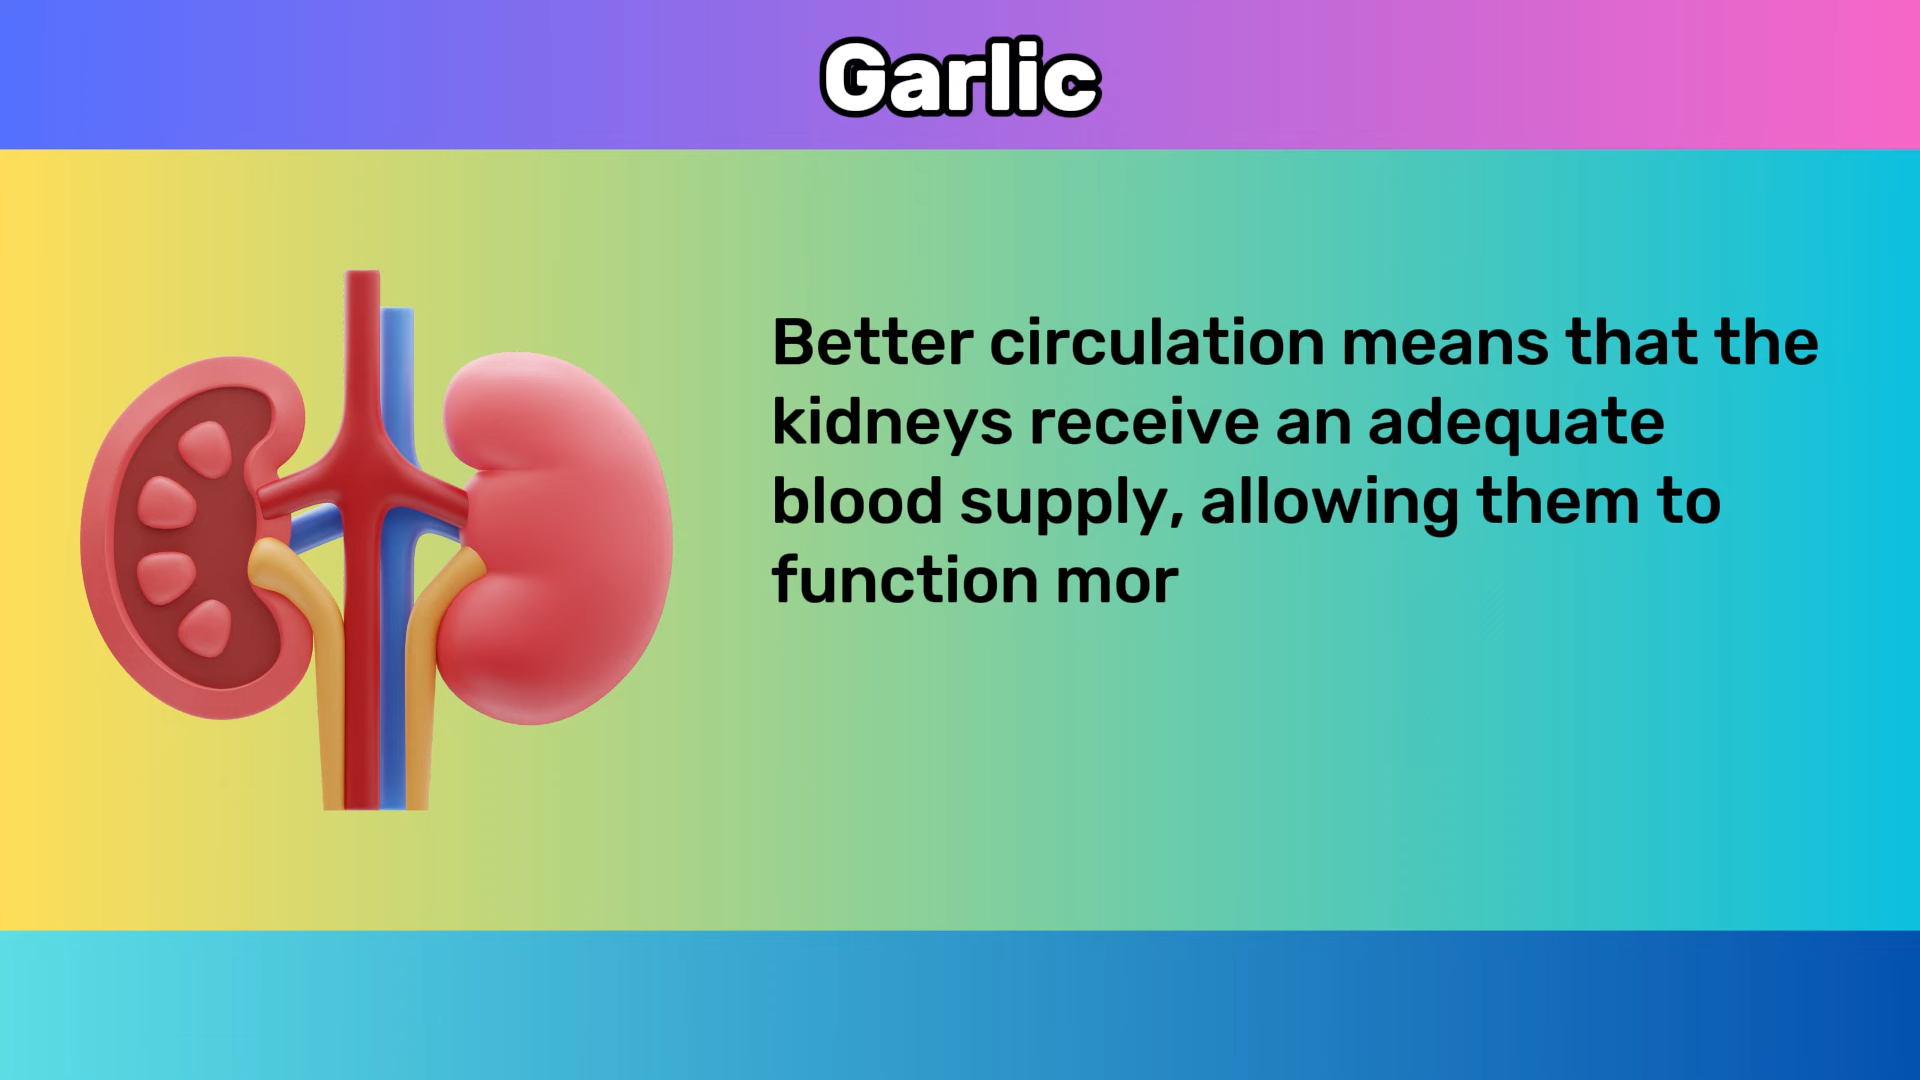 Garlic
Better circulation means that the
kidneys receive an adequate
blood supply, allowing them to
function mor